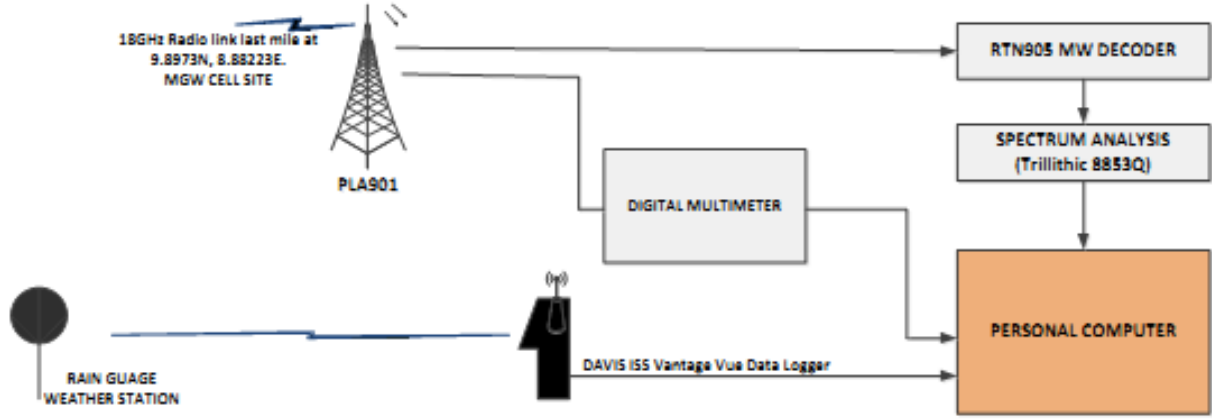 18GHz Radio link last mile at
9.8973N, 8.88223E.
MGW CELL SITE
PLA901
RTN905 MW DECODER
SPECTRUM ANALYSIS
(Trillithic 8853Q)
DIGITAL MULTIMETER
PERSONAL COMPUTER
DAVIS ISS Vantage Vue Data Logger
RAIN GUAGE
WEATHER STATION